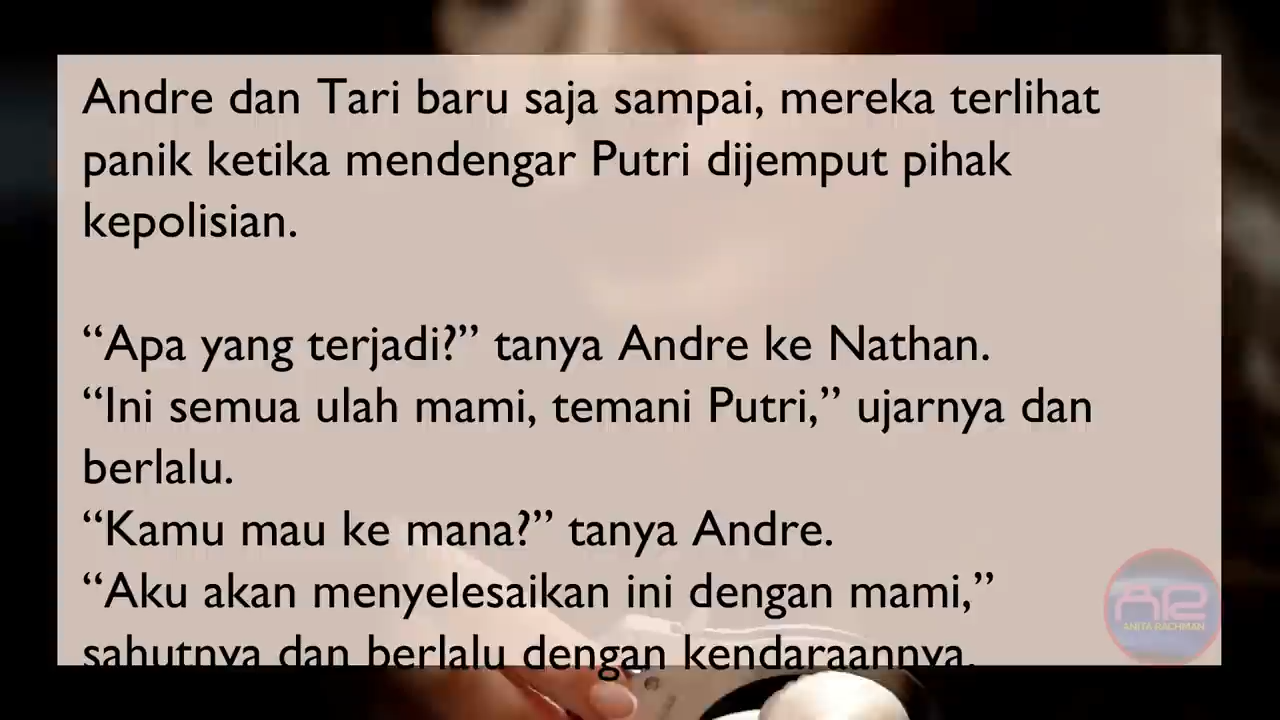 Andre dan Tari baru saja sampai, mereka terlihat
panik ketika mendengar Putri dijemput pihak
kepolisian.
“Apa yang terjadi?” tanya Andre ke Nathan.
“Ini semua ulah mami, temani Putri,” ujarnya dan
berlalu.
“Kamu mau ke mana?” tanya Andre.
“Aku akan menyelesaikan ini dengan mami,”
sahutnya dan berlalu dengan kendaraannya.
AR
ANITA RACHMAN